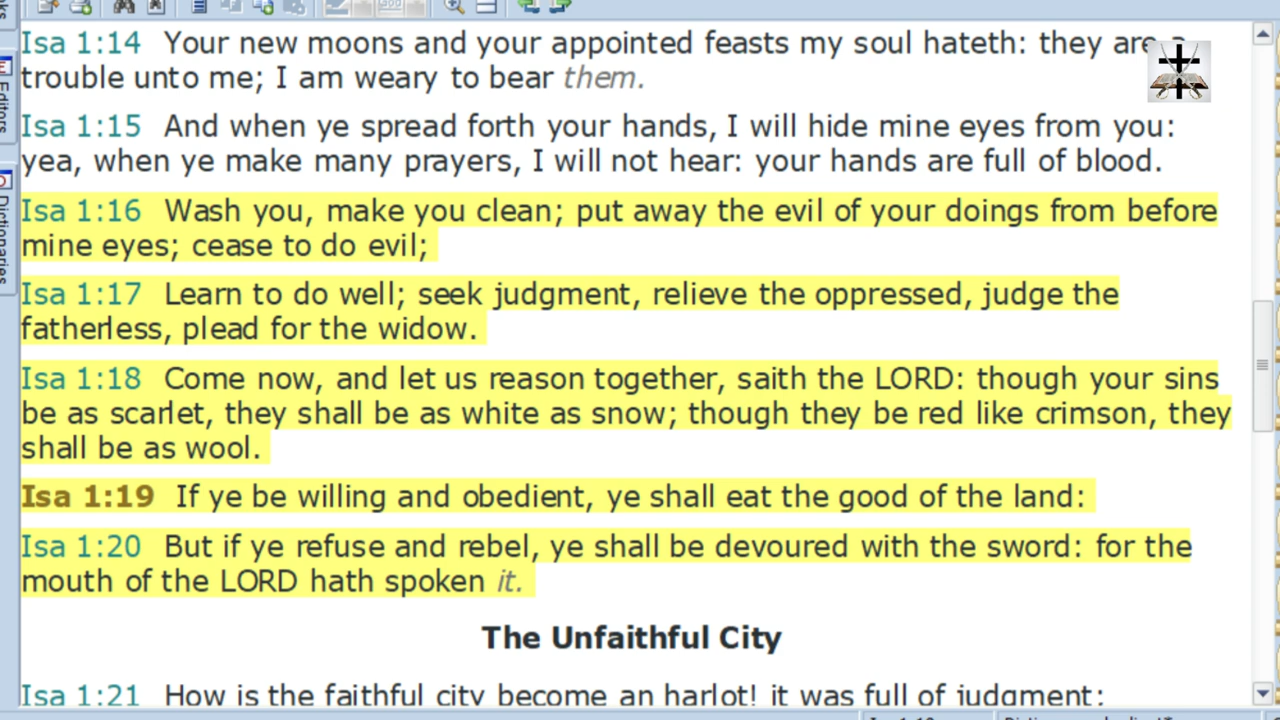 Isa 1:14 Your new moons and your appointed feasts my soul hateth: they are a
trouble unto me; I am weary to bear them.
Isa 1:15 And when ye spread forth your hands, I will hide mine eyes from you:
yea, when ye make many prayers, I will not hear: your hands are full of blood.
Isa 1:16 Wash you, make you clean; put away the evil of your doings from before
mine eyes; cease to do evil;
Isa 1:17 Learn to do well; seek judgment, relieve the oppressed, judge the
fatherless, plead for the widow.
Isa 1:18 Come now, and let us reason together, saith the LORD: though your sins
be as scarlet, they shall be as white as snow; though they be red like crimson, they
shall be as wool.
Isa 1:19 If ye be willing and obedient, ye shall eat the good of the land:
Isa 1:20 But if ye refuse and rebel, ye shall be devoured with the sword: for the
mouth of the LORD hath spoken it.
The Unfaithful City
Isa 1:21 How is the faithful city become an harlot! it was full of judgment;
Editors
Dictionaries